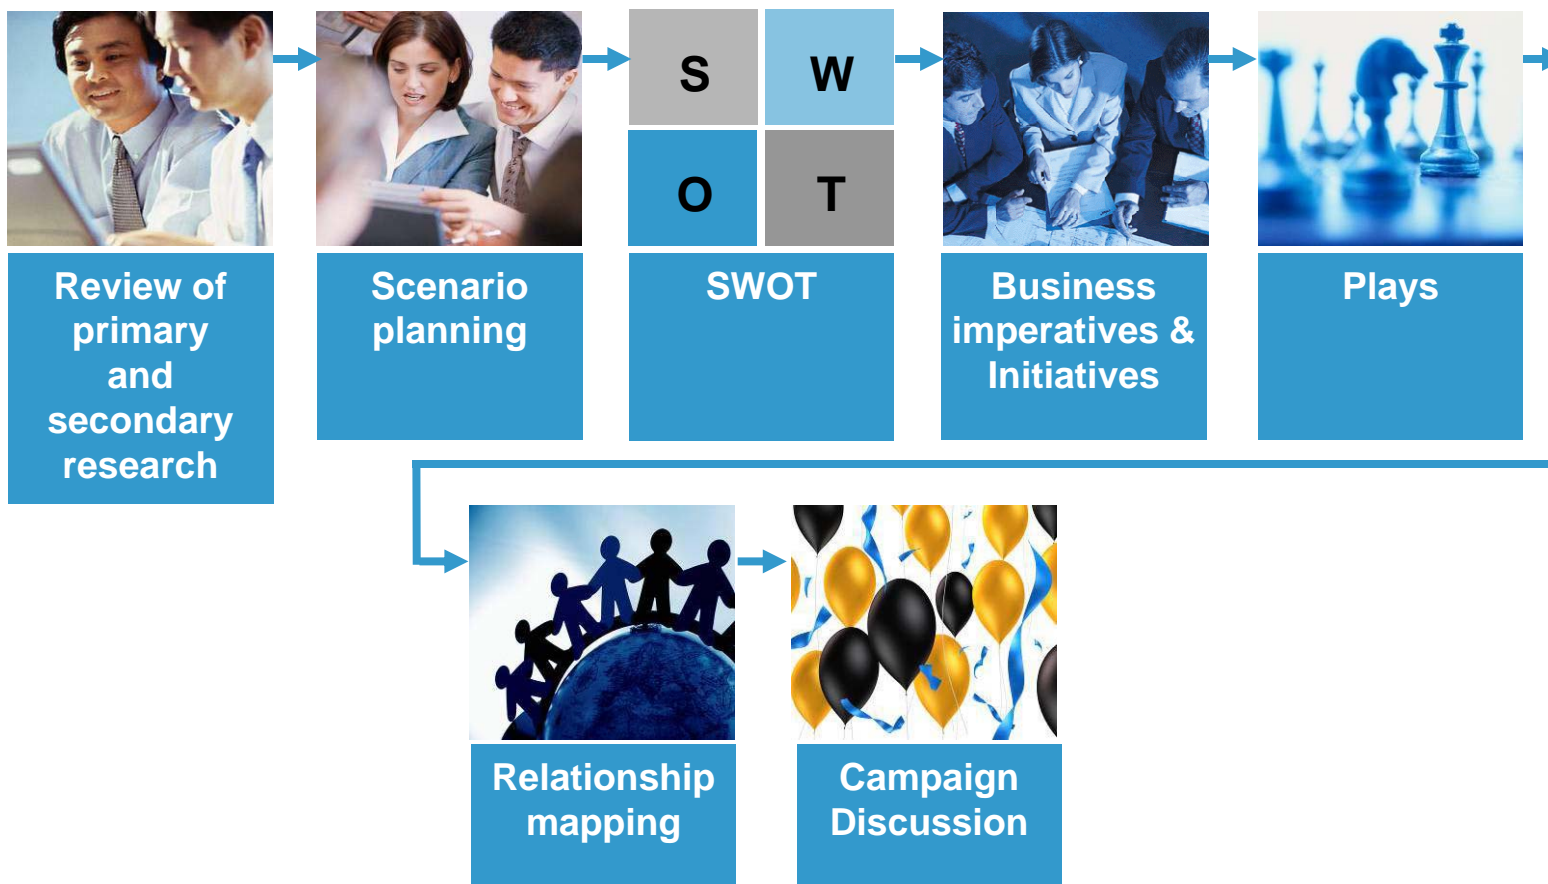 S W
O T
Review of
primary
and
secondary
research
Scenario
planning
SWOT
Business
imperatives &
Initiatives
Plays
Relationship
mapping
Campaign
Discussion